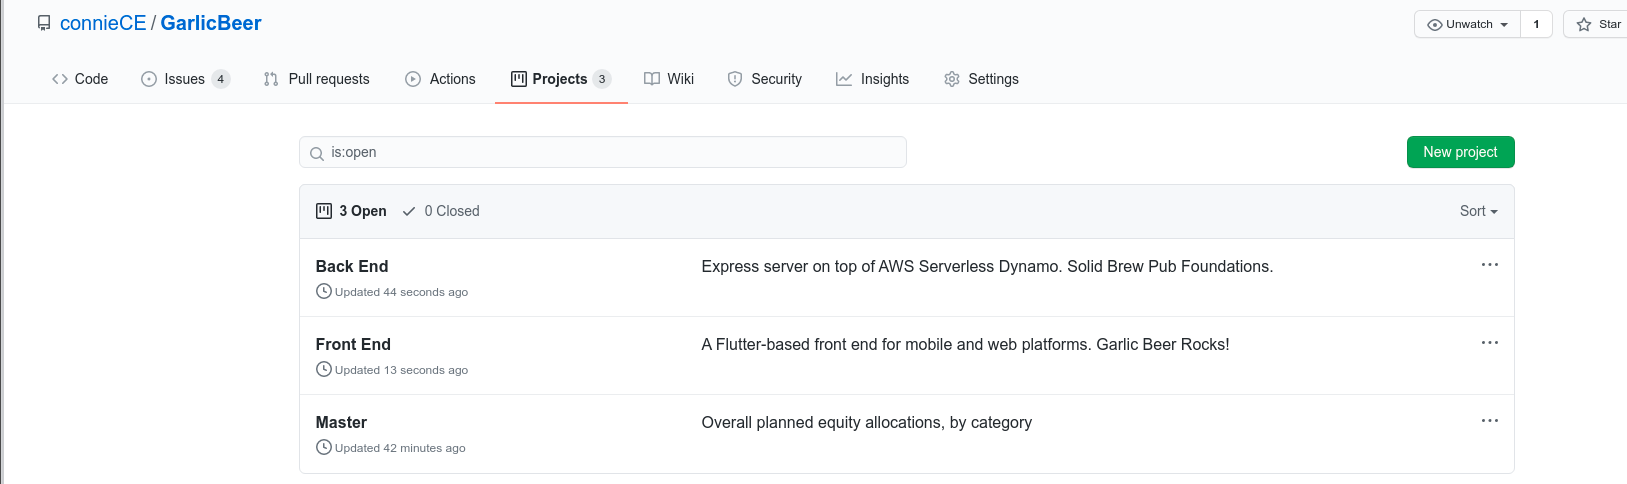 connieCE / GarlicBeer
Unwatch 1 Star
Code Issues 4 Pull requests Actions Projects 3 Wiki Security Insights Settings
is:open
New project
3 Open 0 Closed Sort
Back End Express server on top of AWS Serverless Dynamo. Solid Brew Pub Foundations.
Updated 44 seconds ago
Front End A Flutter-based front end for mobile and web platforms. Garlic Beer Rocks!
Updated 13 seconds ago
Master Overall planned equity allocations, by category
Updated 42 minutes ago